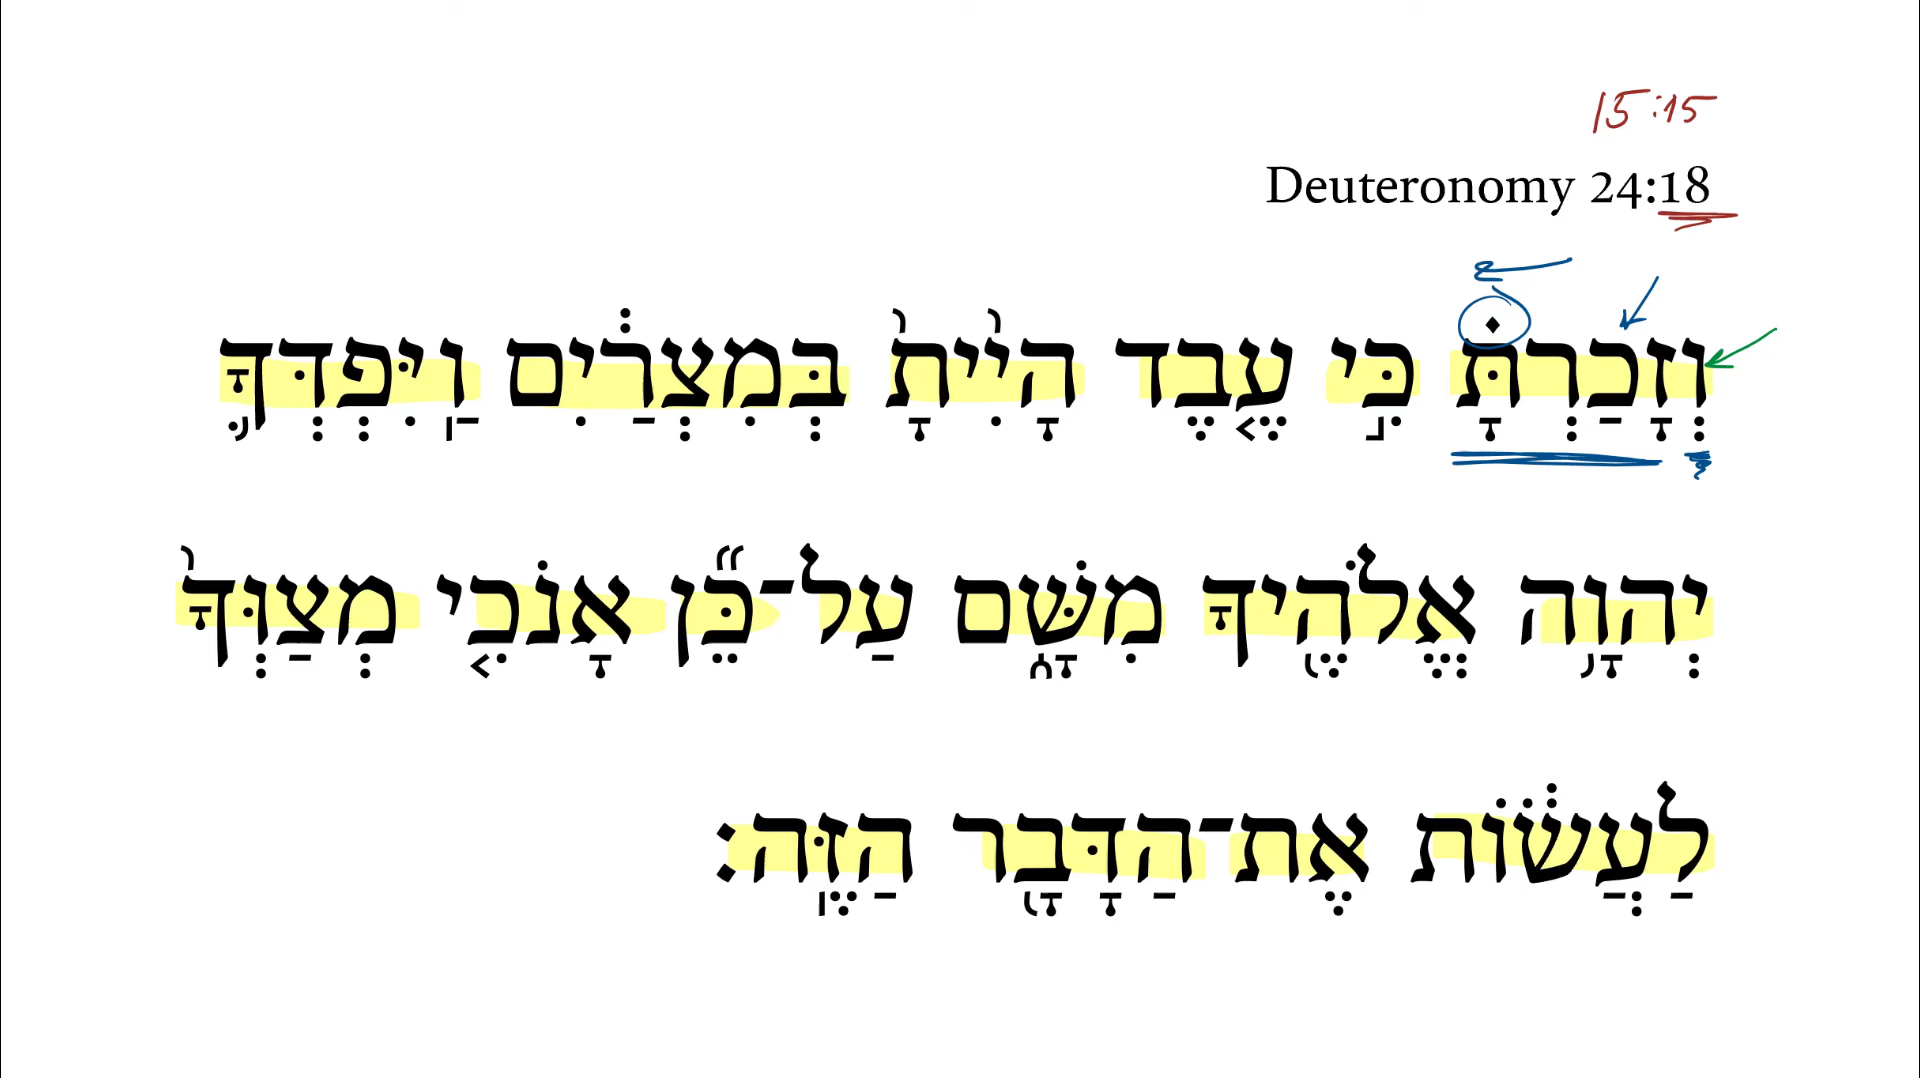 15:15
Deuteronomy 24:18
וְזָכַרְתָּ֗ כִּ֣י עֶ֤בֶד הָיִ֙יתָ֙ בְּמִצְרַ֔יִם וַֽיִּפְדְּךָ֛
יְהוָ֥ה אֱלֹהֶ֖יךָ מִשָּׁ֑ם עַל־כֵּ֞ן אָנֹכִ֤י מְצַוְּךָ֙
לַעֲשׂ֔וֹת אֶת־הַדָּבָ֖ר הַזֶּֽה׃